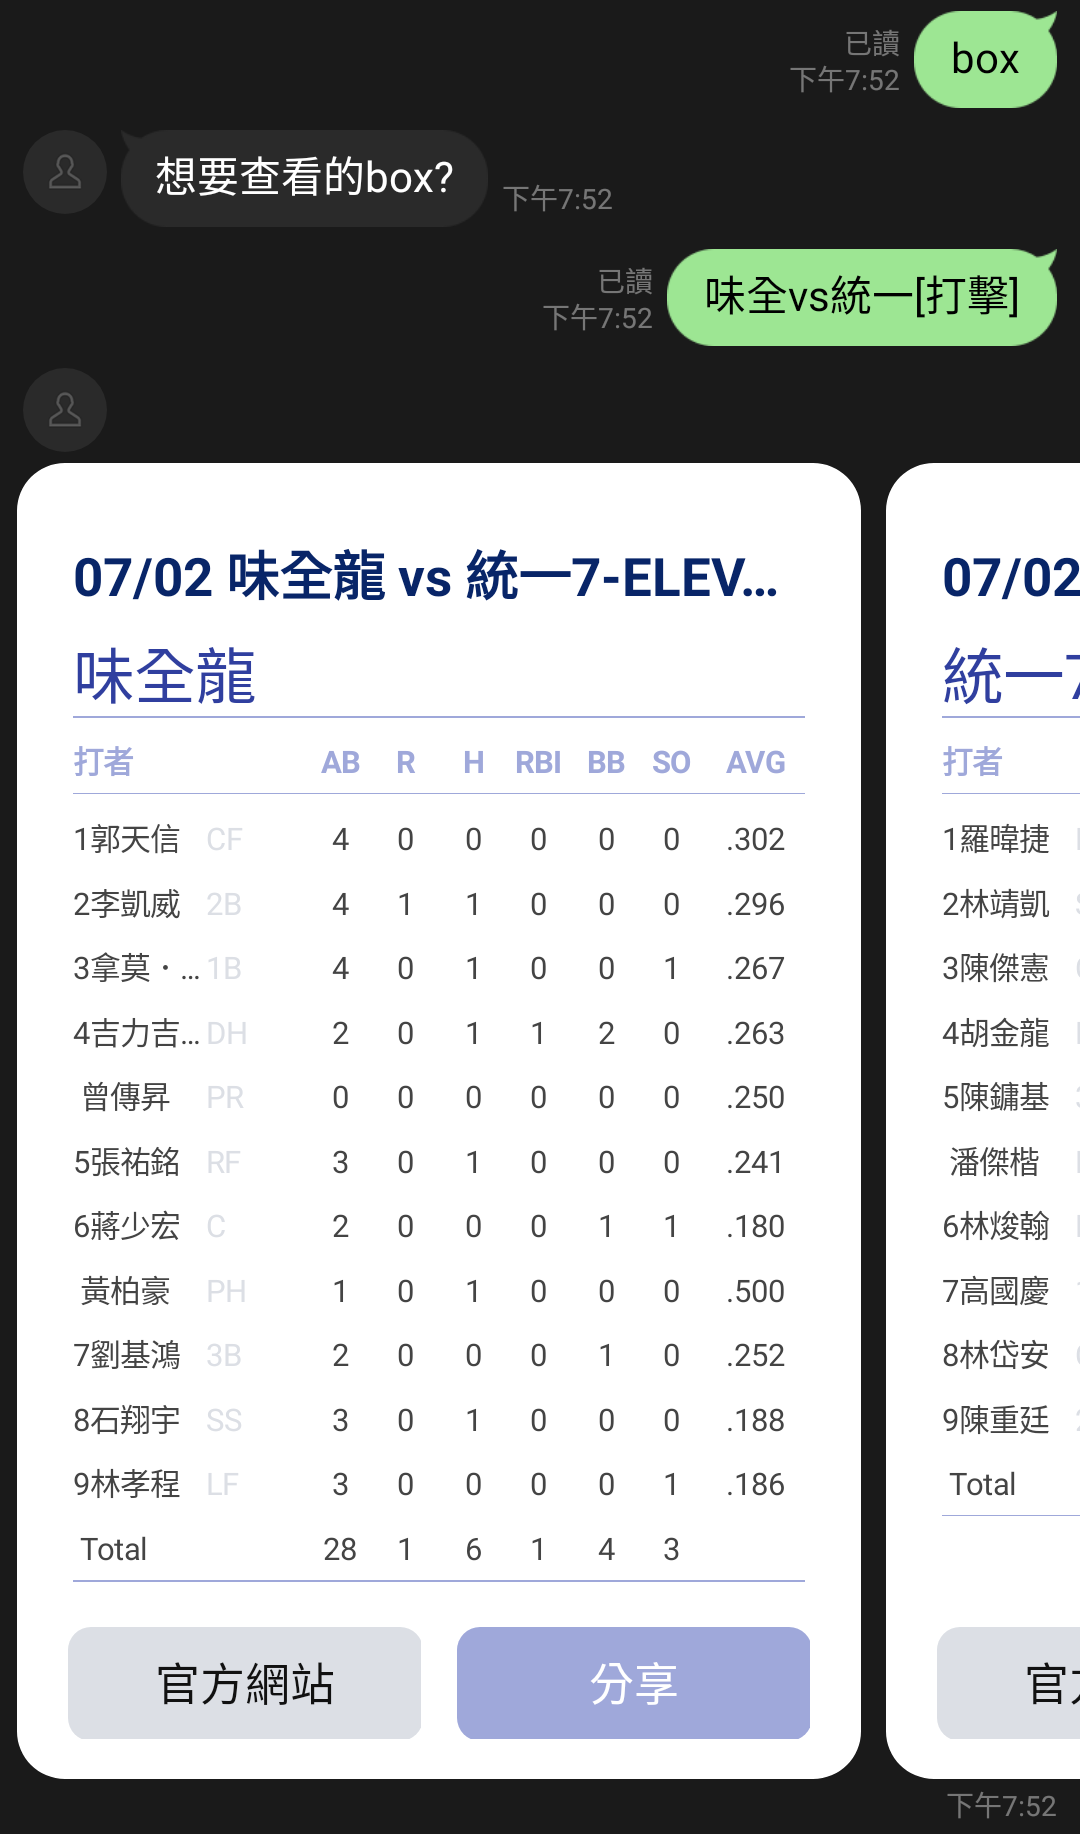 已讀
下午7:52
box
想要查看的box?
下午7:52
已讀
下午7:52
味全vs統一[打擊]
07/02 味全龍 vs 統一7-ELEV...
味全龍
打者 AB R H RBI BB SO AVG
1郭天信 CF 4 0 0 0 0 0 .302
2李凱威 2B 4 1 1 0 0 0 .296
3拿莫・... 1B 4 0 1 0 0 1 .267
4吉力吉... DH 2 0 1 1 2 0 .263
曾傳昇 PR 0 0 0 0 0 0 .250
5張祐銘 RF 3 0 1 0 0 0 .241
6蔣少宏 C 2 0 0 0 1 1 .180
黃柏豪 PH 1 0 1 0 0 0 .500
7劉基鴻 3B 2 0 0 0 1 0 .252
8石翔宇 SS 3 0 1 0 0 0 .188
9林孝程 LF 3 0 0 0 0 1 .186
Total 28 1 6 1 4 3
官方網站
分享
07/02
統一7
打者
1羅暐捷
2林靖凱
3陳傑憲
4胡金龍
5陳鏞基
潘傑楷
6林焌翰
7高國慶
8林岱安
9陳重廷
Total
官方
下午7:52